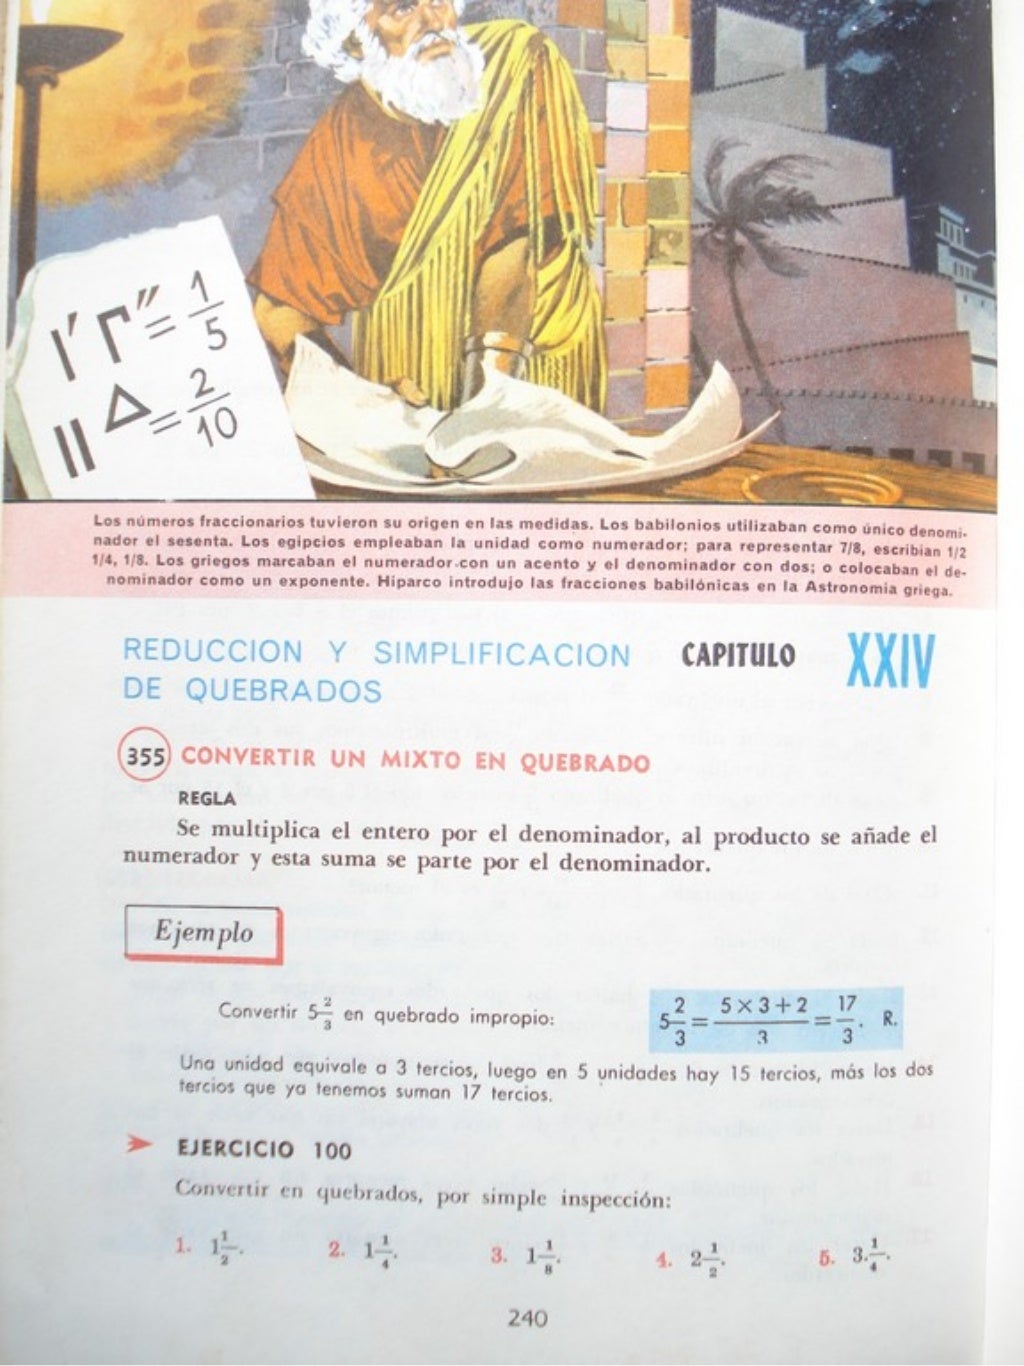 Ι′ Γ″ = 1/5
ΙΙ Δ = 2/10
Los números fraccionarios tuvieron su origen en las medidas. Los babilonios utilizaban como único denomi-
nador el sesenta. Los egipcios empleaban la unidad como numerador; para representar 7/8, escribian 1/2
1/4, 1/8. Los griegos marcaban el numerador con un acento y el denominador con dos; o colocaban el de-
nominador como un exponente. Hiparco introdujo las fracciones babilónicas en la Astronomia griega.
REDUCCION Y SIMPLIFICACION CAPITULO XXIV
DE QUEBRADOS
355 CONVERTIR UN MIXTO EN QUEBRADO
REGLA
Se multiplica el entero por el denominador, al producto se añade el
numerador y esta suma se parte por el denominador.
Ejemplo
Convertir 5 2/3 en quebrado impropio: 5 2/3 = (5 × 3 + 2)/3 = 17/3. R.
Una unidad equivale a 3 tercios, luego en 5 unidades hay 15 tercios, más los dos
tercios que ya tenemos suman 17 tercios.
➤ EJERCICIO 100
Convertir en quebrados, por simple inspección:
1. 1 1/2. 2. 1 1/4. 3. 1 1/8. 4. 2 1/2. 5. 3. 1/4.
240